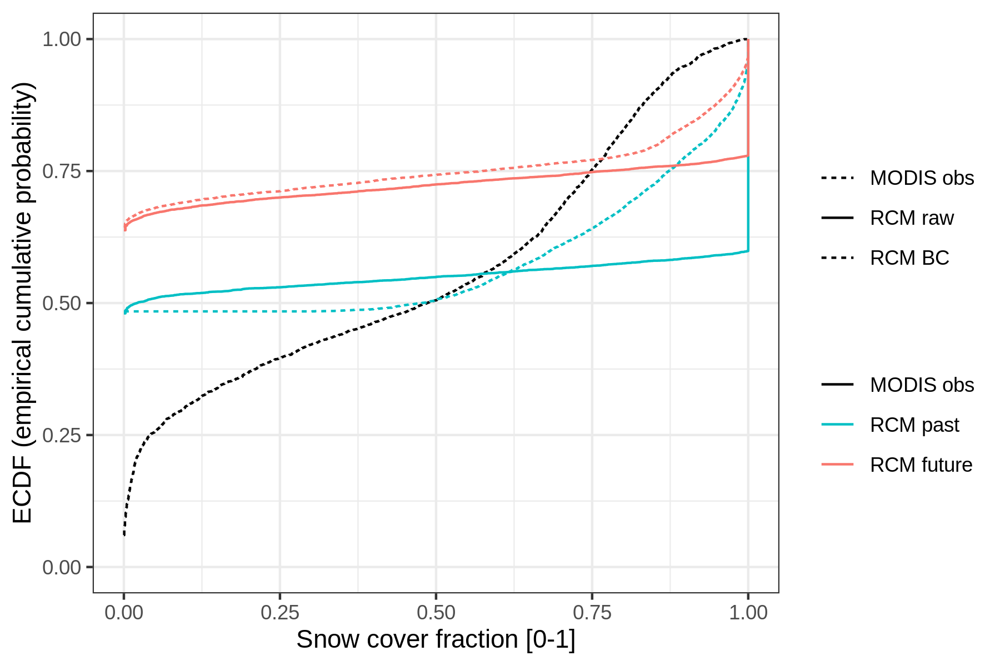 ECDF (empirical cumulative probability)
1.00
0.75
0.50
0.25
0.00
0.00 0.25 0.50 0.75 1.00
Snow cover fraction [0-1]
MODIS obs
RCM raw
RCM BC
MODIS obs
RCM past
RCM future